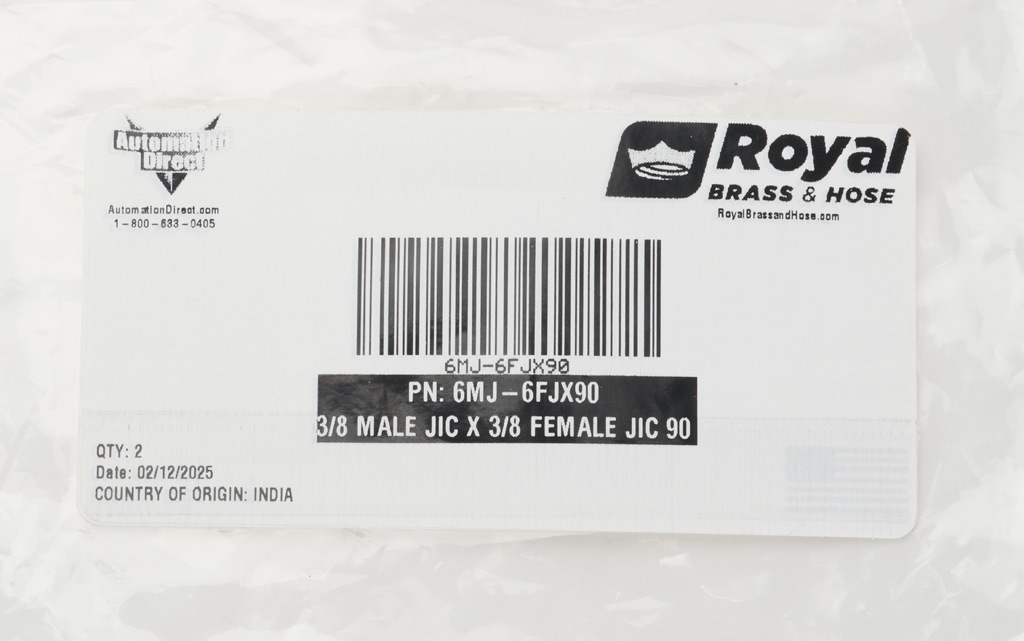 Automation
Direct
AutomationDirect.com
1-800-633-0405
Royal
BRASS & HOSE
RoyalBrassandHose.com
6MJ-6FJX90
PN: 6MJ-6FJX90
3/8 MALE JIC X 3/8 FEMALE JIC 90
QTY: 2
Date: 02/12/2025
COUNTRY OF ORIGIN: INDIA